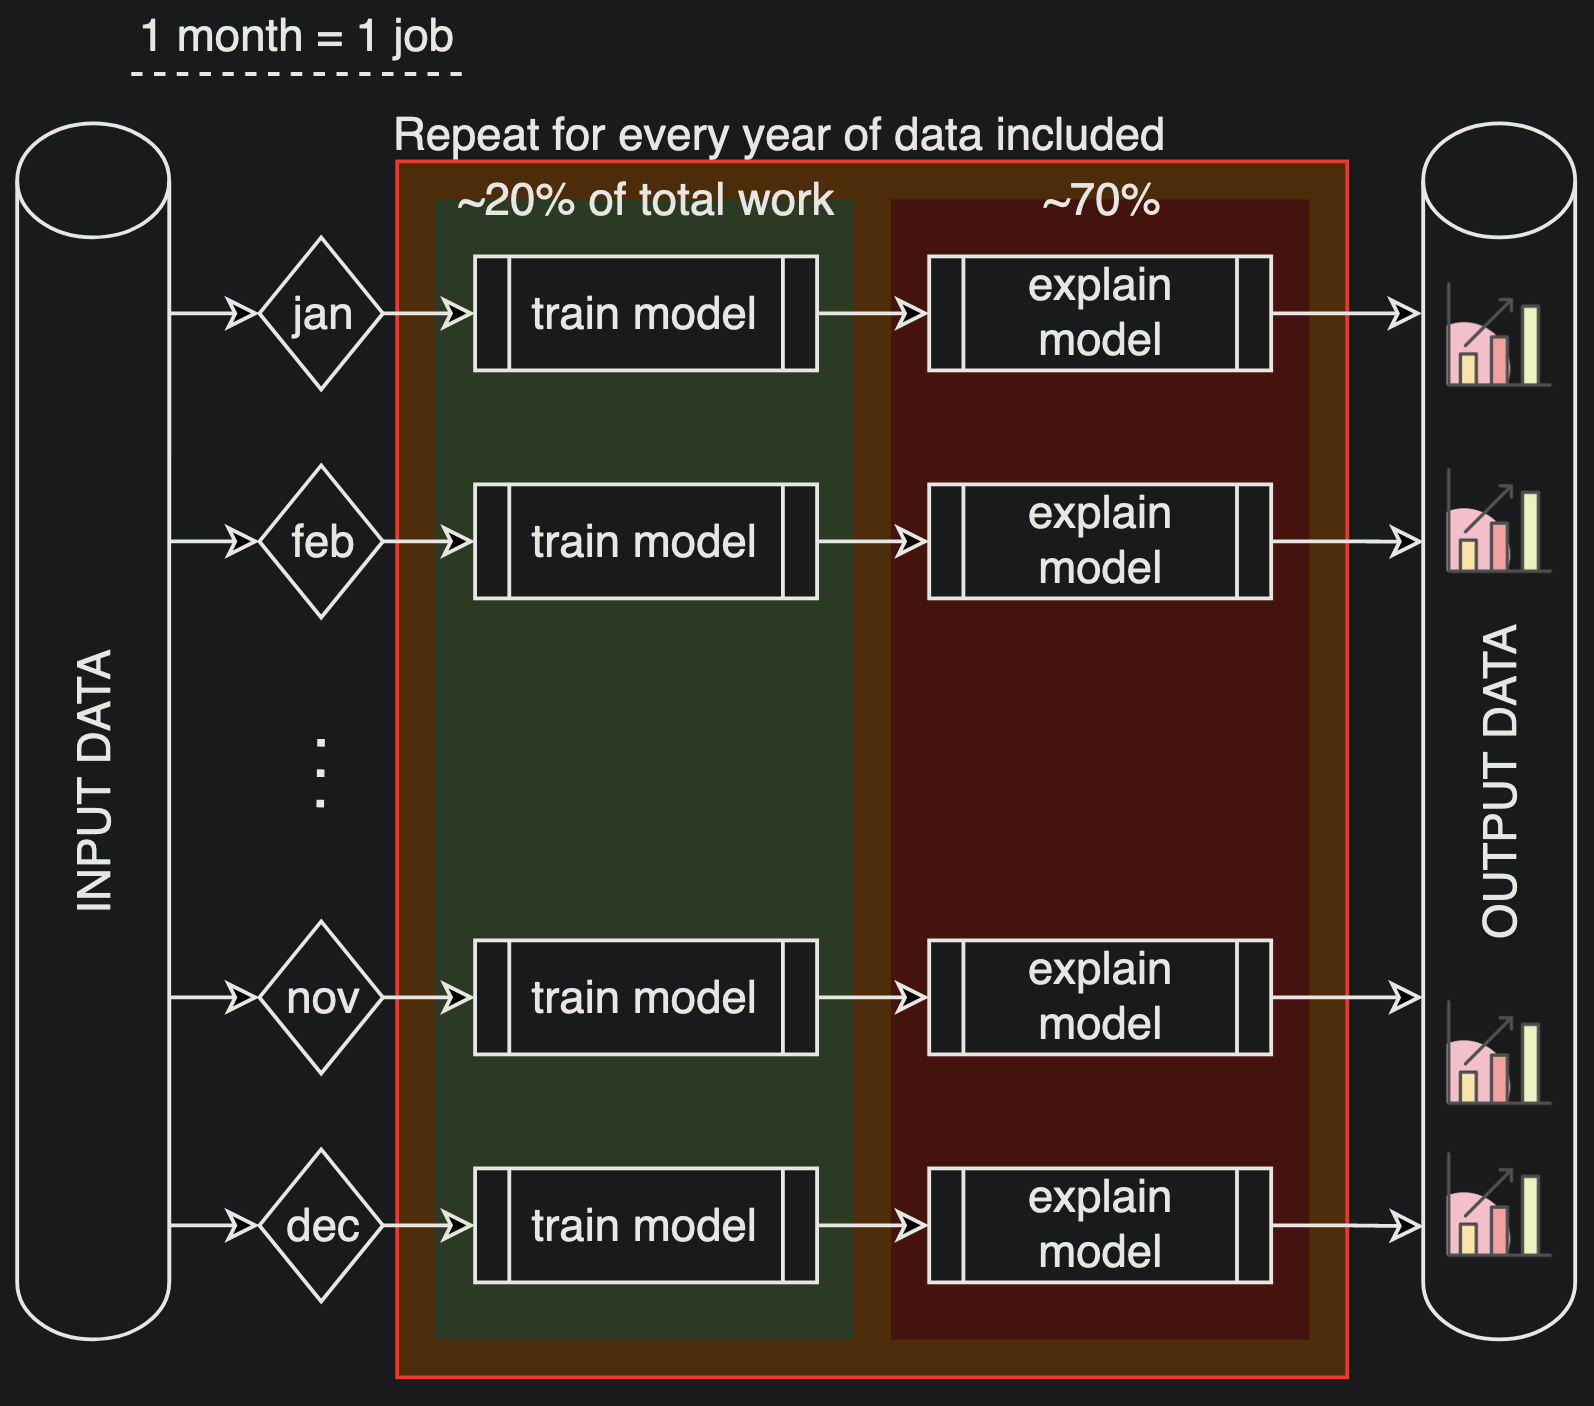 1 month = 1 job
Repeat for every year of data included
~20% of total work
~70%
INPUT DATA
jan
train model
explain
model
feb
train model
explain
model
nov
train model
explain
model
dec
train model
explain
model
OUTPUT DATA